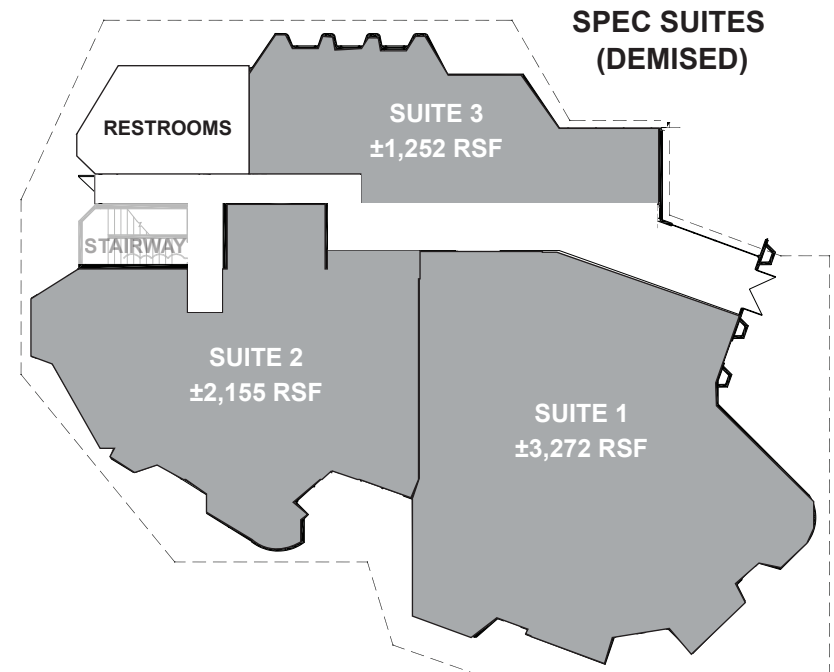 SPEC SUITES
(DEMISED)
SUITE 3
±1,252 RSF
RESTROOMS
STAIRWAY
SUITE 2
±2,155 RSF
SUITE 1
±3,272 RSF